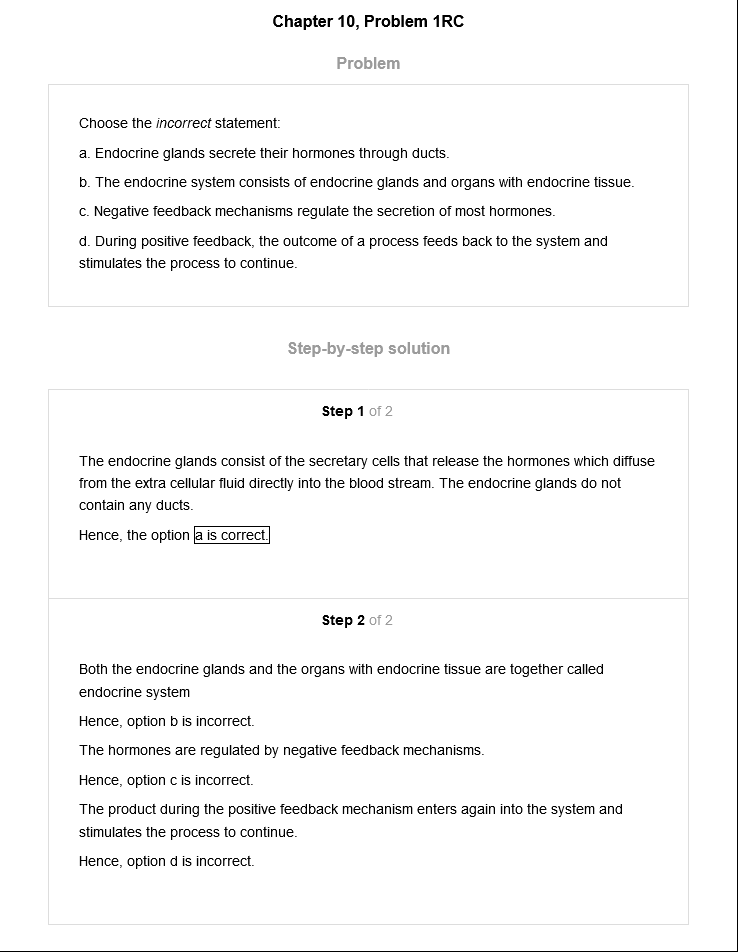 Chapter 10, Problem 1RC
Problem
Choose the incorrect statement:
a. Endocrine glands secrete their hormones through ducts.
b. The endocrine system consists of endocrine glands and organs with endocrine tissue.
c. Negative feedback mechanisms regulate the secretion of most hormones.
d. During positive feedback, the outcome of a process feeds back to the system and
stimulates the process to continue.
Step-by-step solution
Step 1 of 2
The endocrine glands consist of the secretary cells that release the hormones which diffuse
from the extra cellular fluid directly into the blood stream. The endocrine glands do not
contain any ducts.
Hence, the option a is correct.
Step 2 of 2
Both the endocrine glands and the organs with endocrine tissue are together called
endocrine system
Hence, option b is incorrect.
The hormones are regulated by negative feedback mechanisms.
Hence, option c is incorrect.
The product during the positive feedback mechanism enters again into the system and
stimulates the process to continue.
Hence, option d is incorrect.